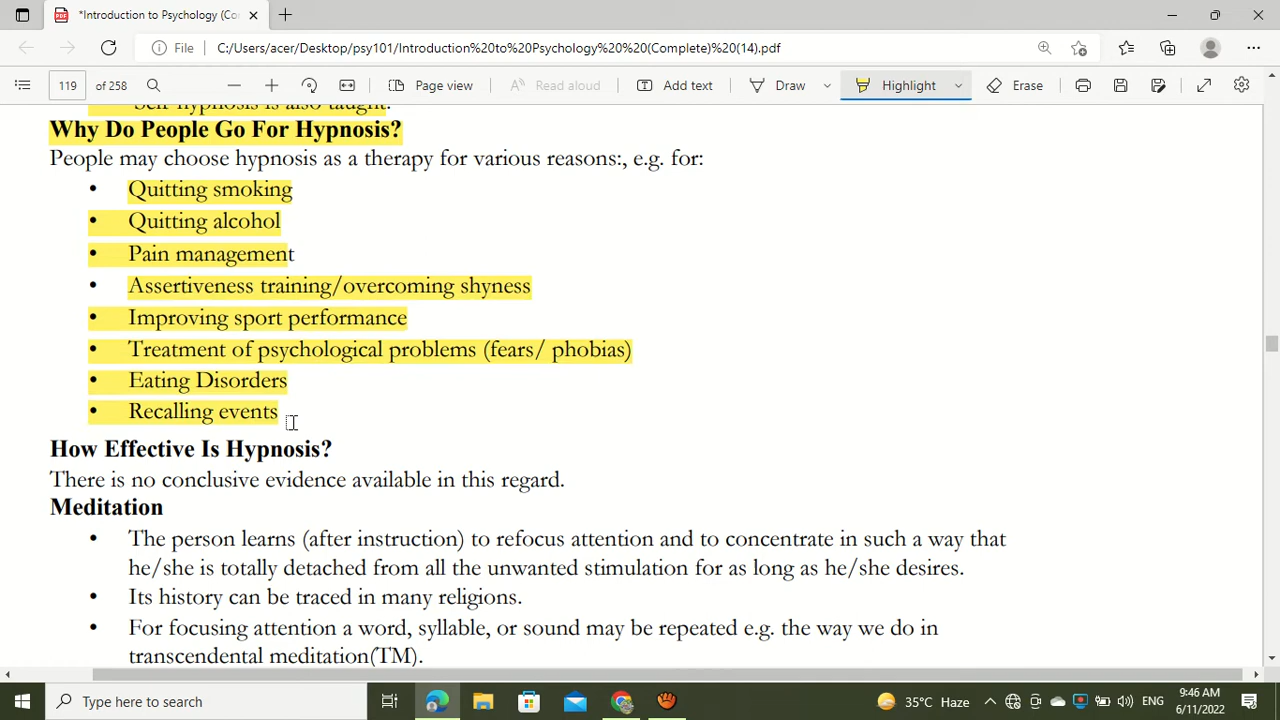 *Introduction to Psychology (Co
File C:/Users/acer/Desktop/psy101/Introduction%20to%20Psychology%20%20(Complete)%20(14).pdf
119 of 258 Page view Read aloud Add text Draw Highlight Erase
Self hypnosis is also taught.
Why Do People Go For Hypnosis?
People may choose hypnosis as a therapy for various reasons:, e.g. for:
• Quitting smoking
• Quitting alcohol
• Pain management
• Assertiveness training/overcoming shyness
• Improving sport performance
• Treatment of psychological problems (fears/ phobias)
• Eating Disorders
• Recalling events
How Effective Is Hypnosis?
There is no conclusive evidence available in this regard.
Meditation
• The person learns (after instruction) to refocus attention and to concentrate in such a way that
he/she is totally detached from all the unwanted stimulation for as long as he/she desires.
• Its history can be traced in many religions.
• For focusing attention a word, syllable, or sound may be repeated e.g. the way we do in
transcendental meditation(TM).
Type here to search 35°C Haze ENG 9:46 AM
6/11/2022